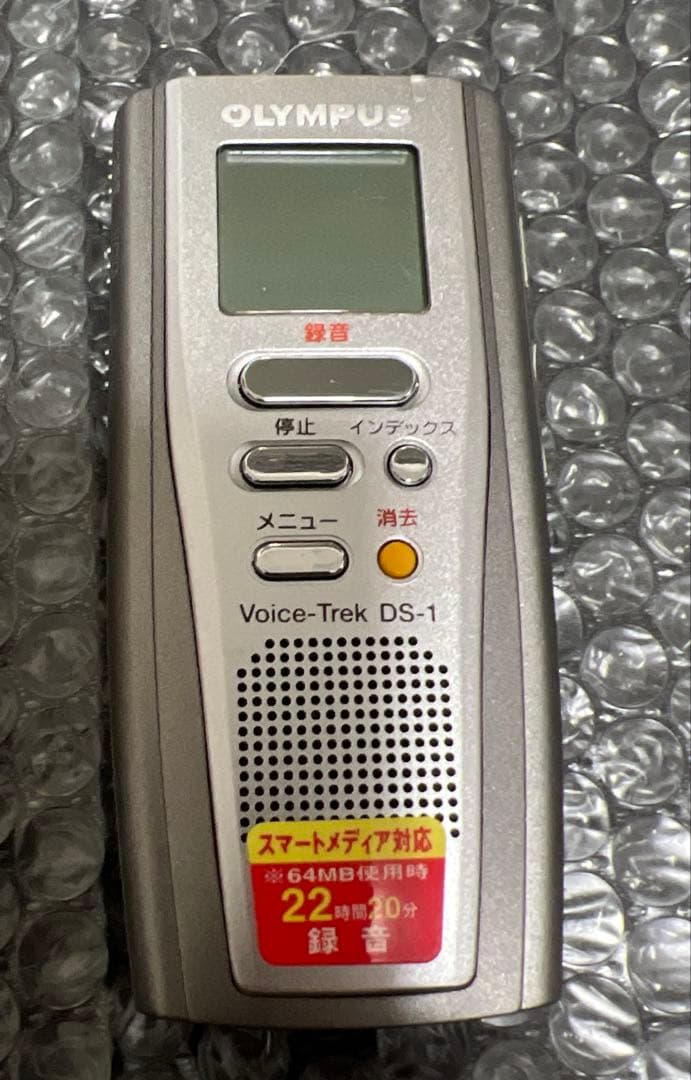 OLYMPUS
録音
停止 インデックス
メニュー 消去
Voice-Trek DS-1
スマートメディア対応
※64MB使用時
22時間20分
録音